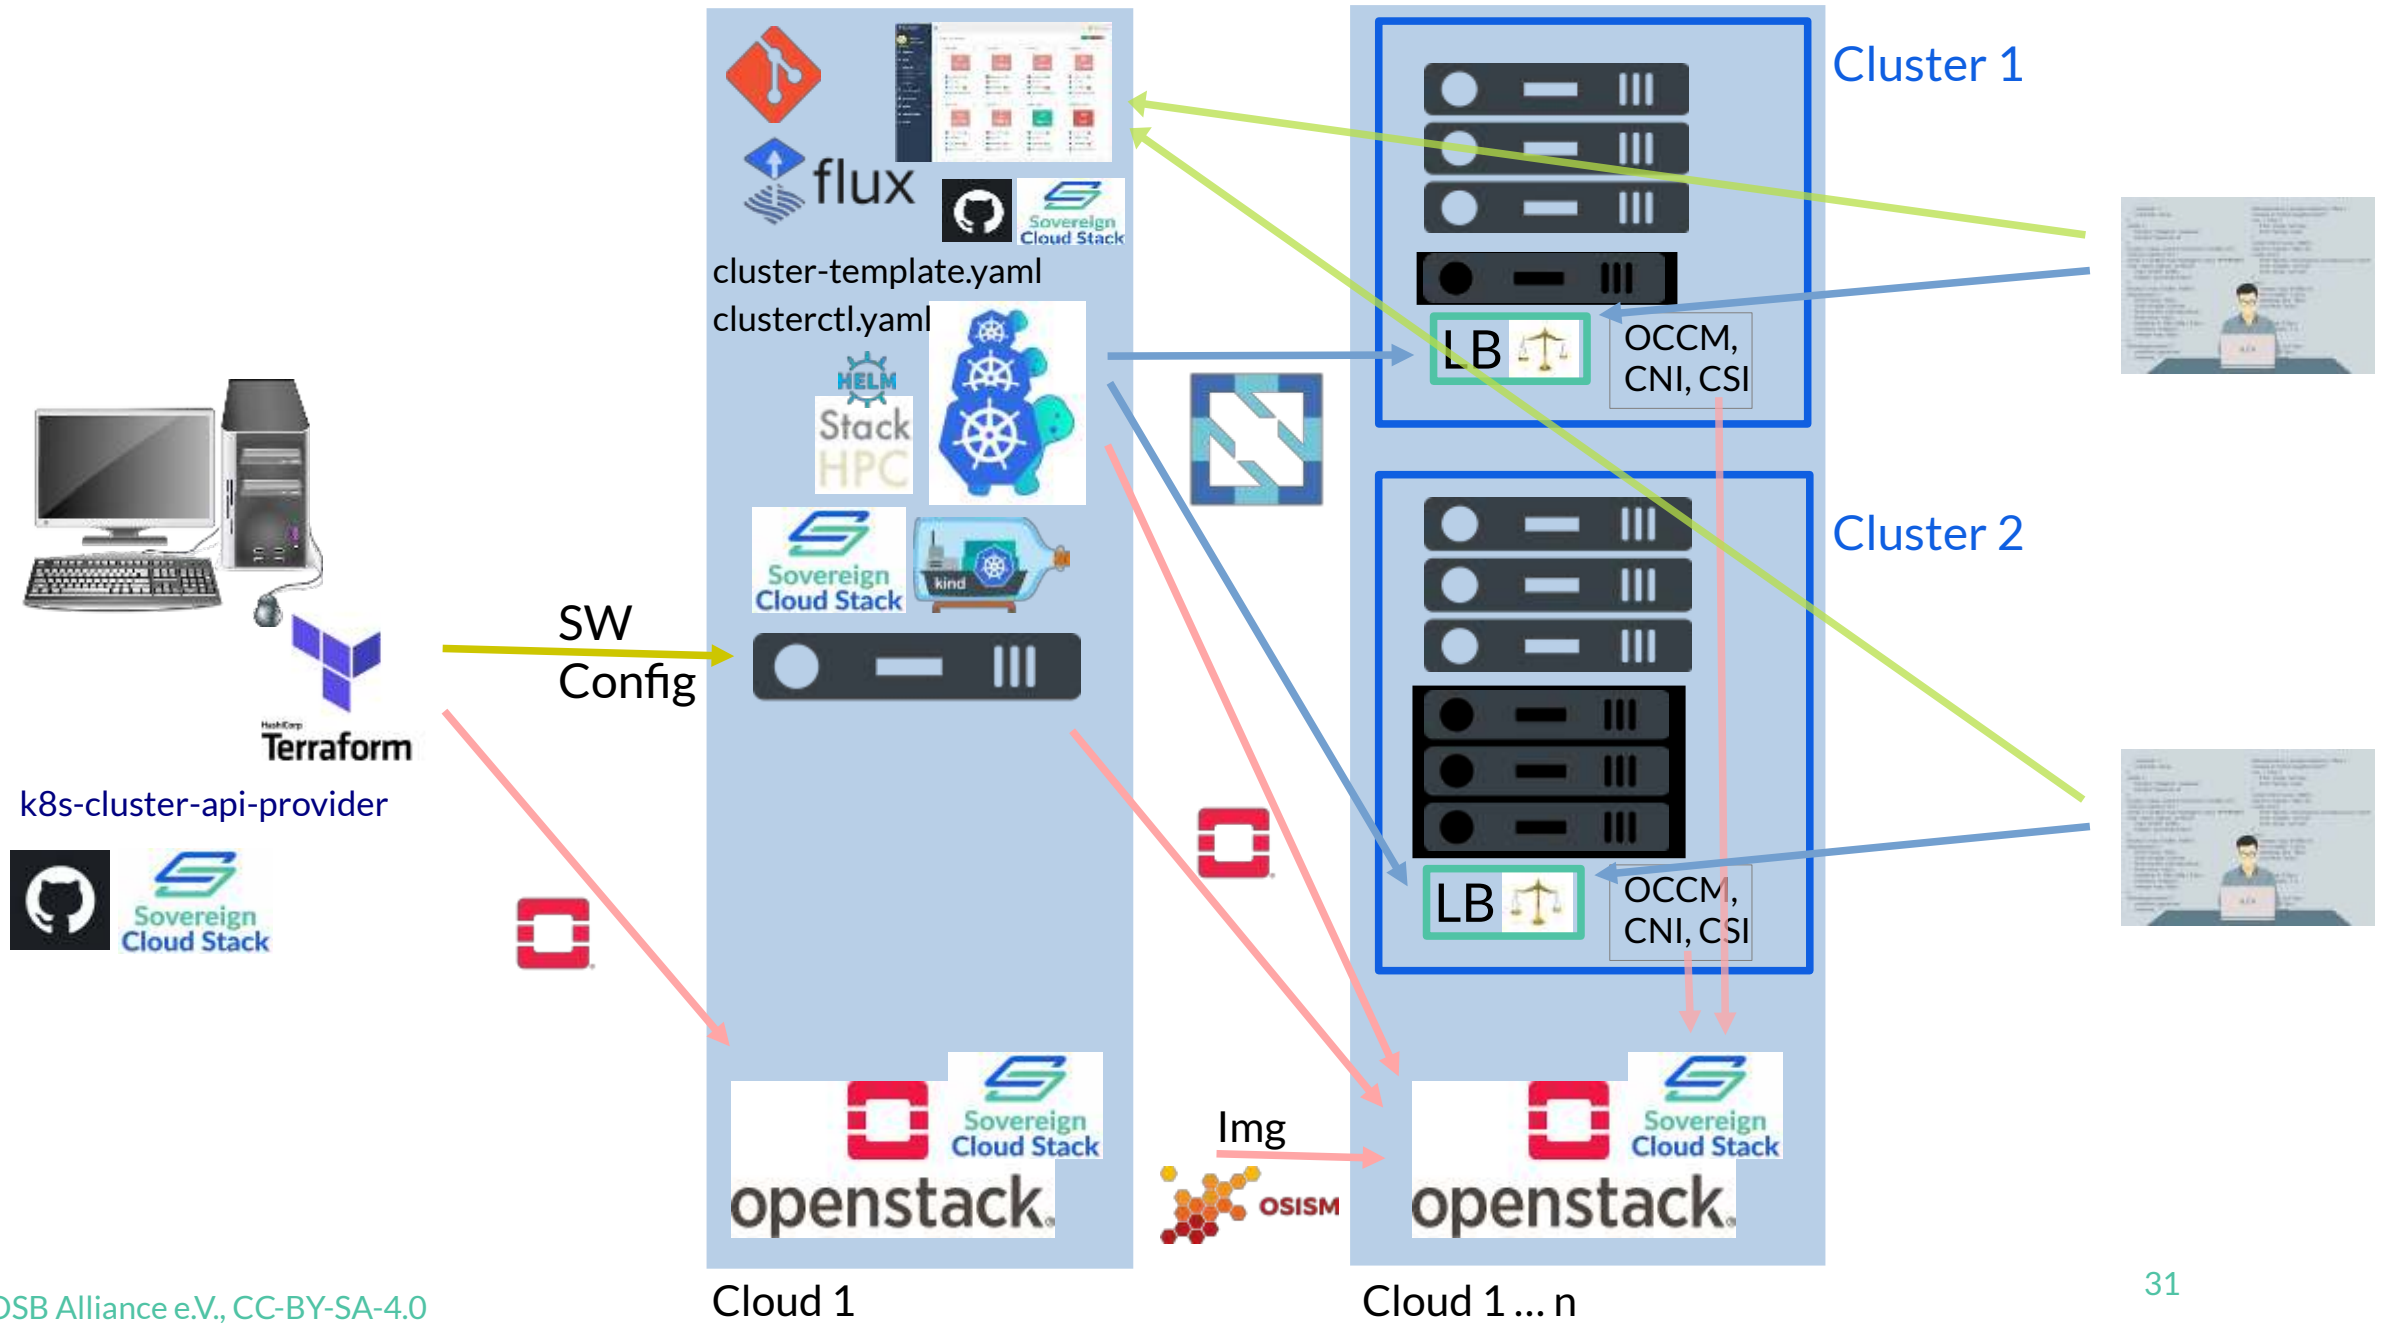 HashiCorp
Terraform
k8s-cluster-api-provider
Sovereign
Cloud Stack
SW
Config
flux
Sovereign
Cloud Stack
cluster-template.yaml
clusterctl.yaml
HELM
Stack
HPC
Sovereign
Cloud Stack
kind
Sovereign
Cloud Stack
openstack.
Cloud 1
Img
OSISM
Cluster 1
LB
OCCM,
CNI, CSI
Cluster 2
LB
OCCM,
CNI, CSI
Sovereign
Cloud Stack
openstack.
Cloud 1 ... n
OSB Alliance e.V., CC-BY-SA-4.0
31